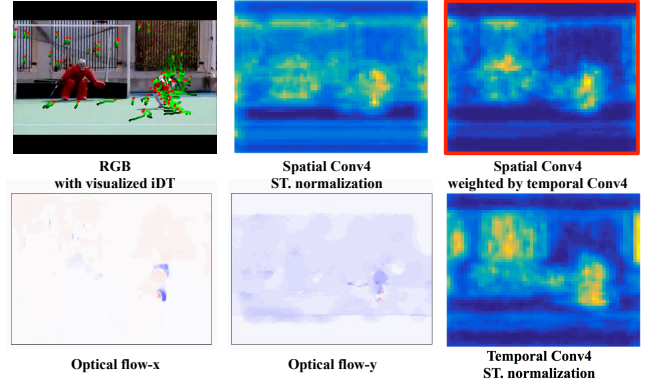 RGB
with visualized iDT
Spatial Conv4
ST. normalization
Spatial Conv4
weighted by temporal Conv4
Optical flow-x
Optical flow-y
Temporal Conv4
ST. normalization